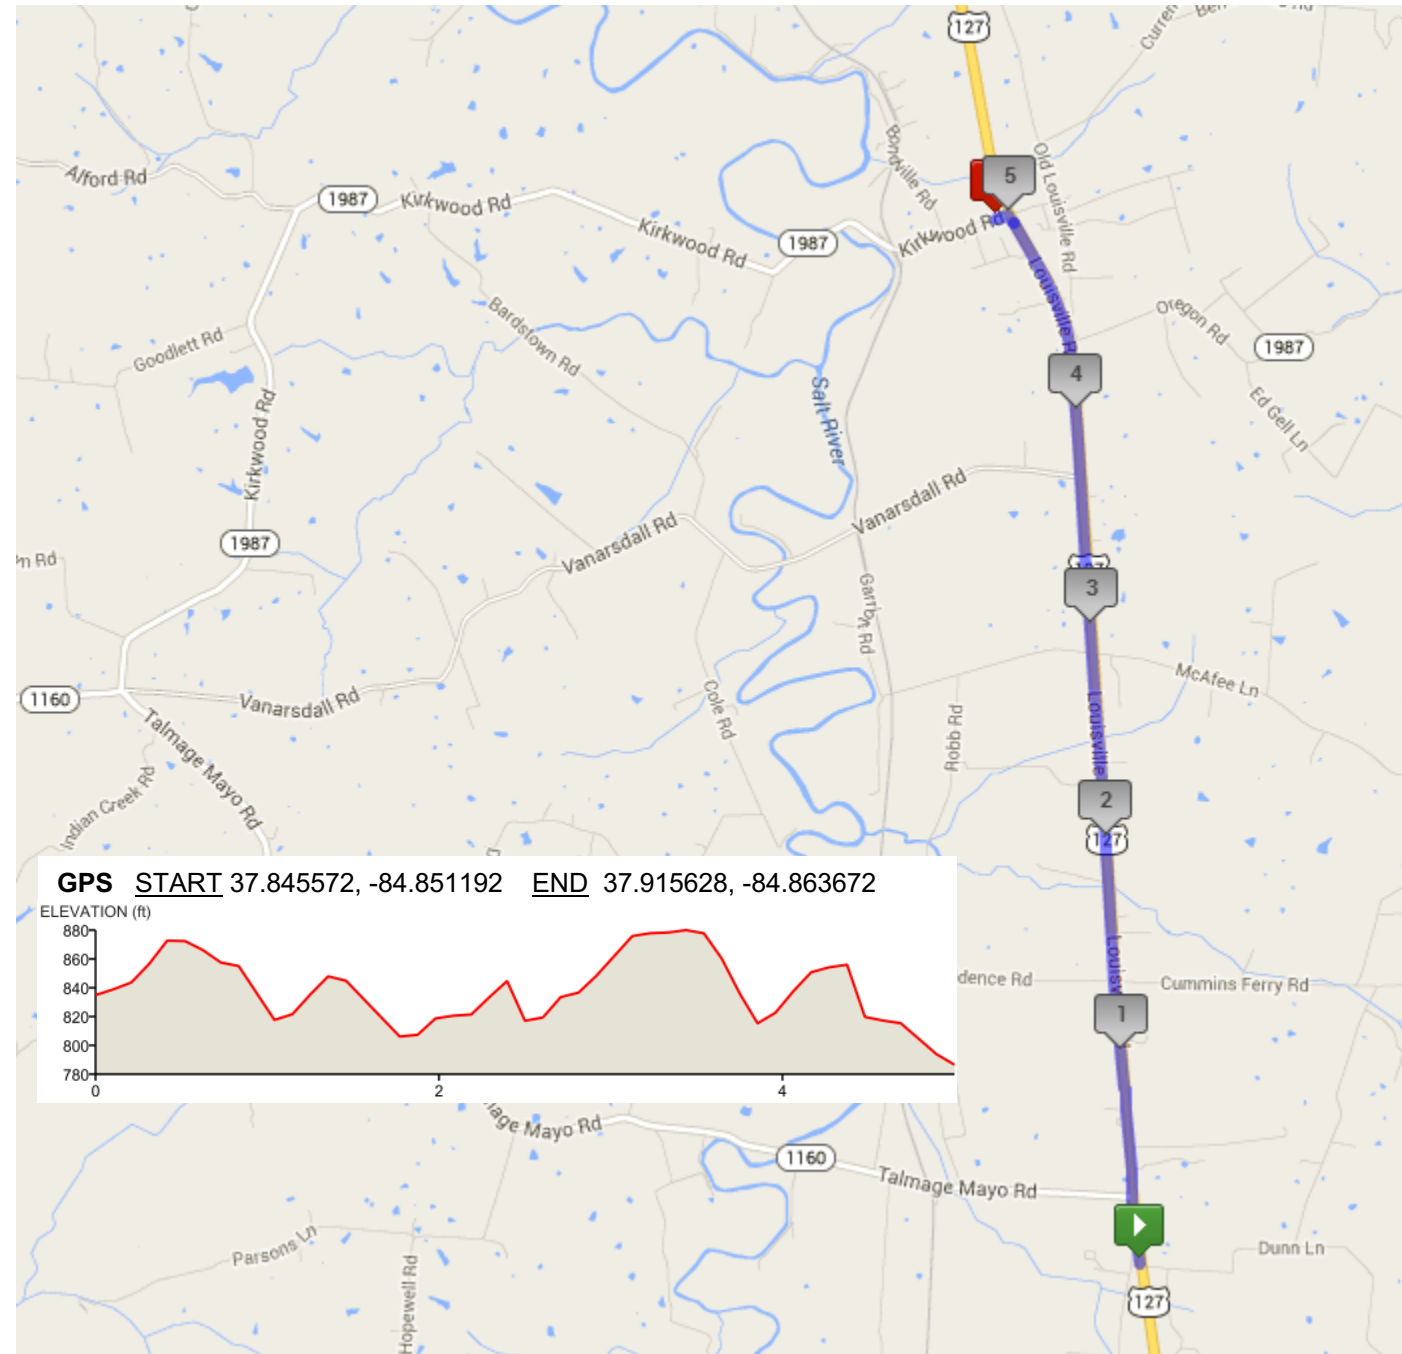 127
Curren
Alford Rd
1987
Kirkwood Rd
Bondville Rd
5
Old Louisville Rd
Kirkwood Rd
1987
Kirkwood Rd
Louisville R
Oregon Rd
1987
Goodlett Rd
Bardstown Rd
4
Ed Gell Ln
Salt River
Kirkwood Rd
Vanarsdall Rd
1987
Vanarsdall Rd
n Rd
127
3
Garriott Rd
McAfee Ln
1160
Vanarsdall Rd
Cole Rd
Robb Rd
Louisville
Talmage Mayo Rd
Indian Creek Rd
2
127
GPS START 37.845572, -84.851192 END 37.915628, -84.863672
ELEVATION (ft)
880
860
840
820
800
780
0 2 4
Louisv
dence Rd
Cummins Ferry Rd
1
age Mayo Rd
1160
Talmage Mayo Rd
Parsons Ln
Hopewell Rd
Dunn Ln
127